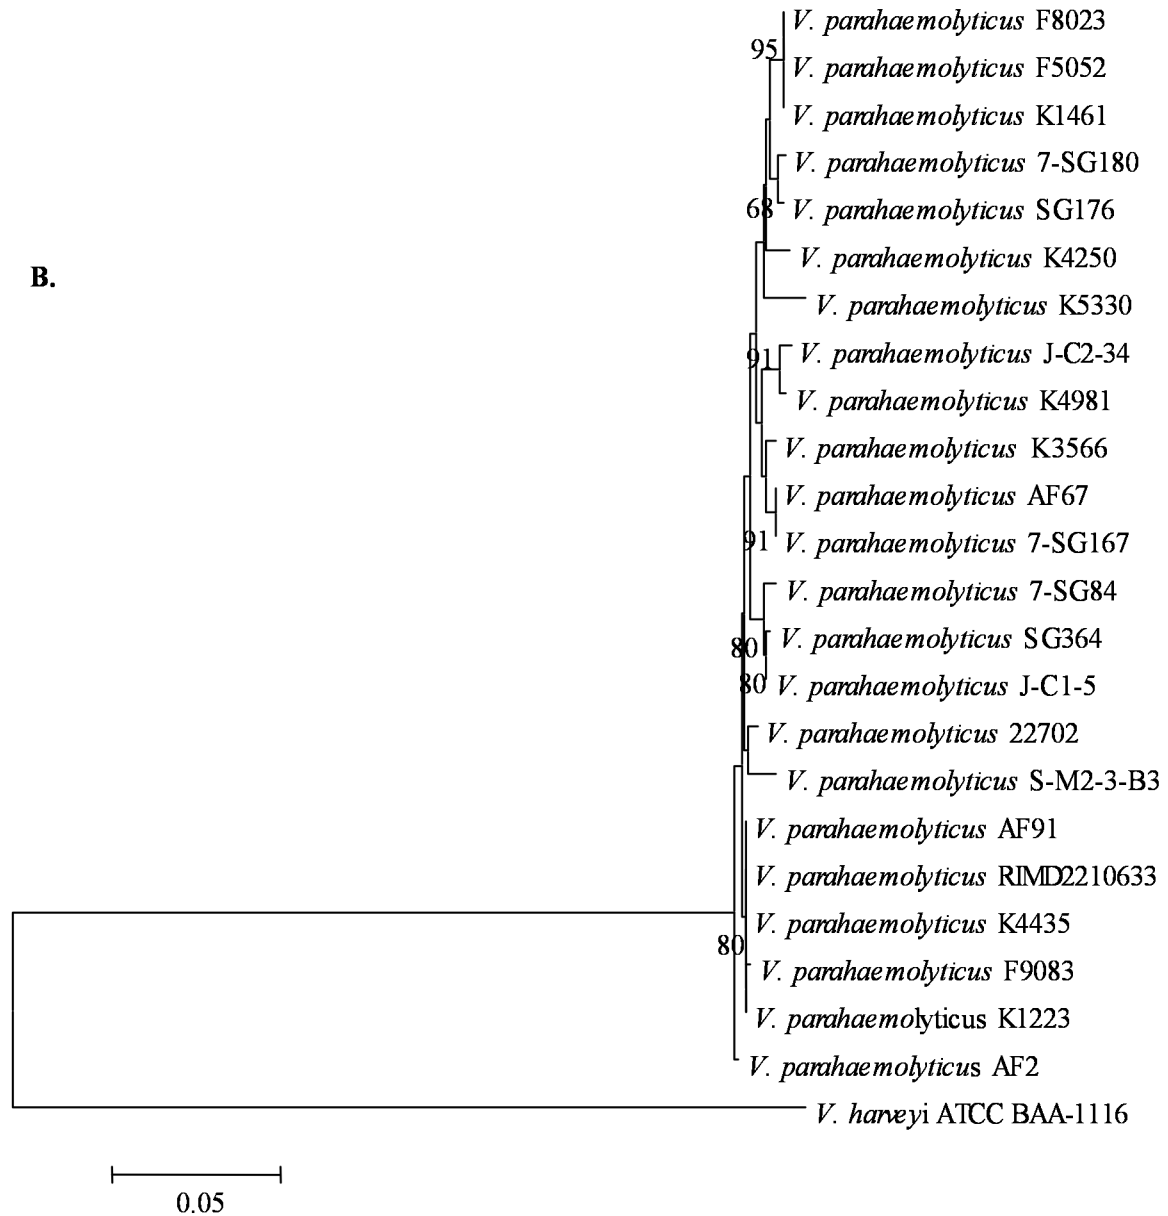 V. parahaemolyticus F8023
95
V. parahaemolyticus F5052
V. parahaemolyticus K1461
V. parahaemolyticus 7-SG180
68
V. parahaemolyticus SG176
V. parahaemolyticus K4250
B.
V. parahaemolyticus K5330
91
V. parahaemolyticus J-C2-34
V. parahaemolyticus K4981
V. parahaemolyticus K3566
V. parahaemolyticus AF67
91
V. parahaemolyticus 7-SG167
V. parahaemolyticus 7-SG84
80
V. parahaemolyticus SG364
80
V. parahaemolyticus J-C1-5
V. parahaemolyticus 22702
V. parahaemolyticus S-M2-3-B3
V. parahaemolyticus AF91
V. parahaemolyticus RIMD2210633
V. parahaemolyticus K4435
80
V. parahaemolyticus F9083
V. parahaemolyticus K1223
V. parahaemolyticus AF2
V. harveyi ATCC BAA-1116
0.05